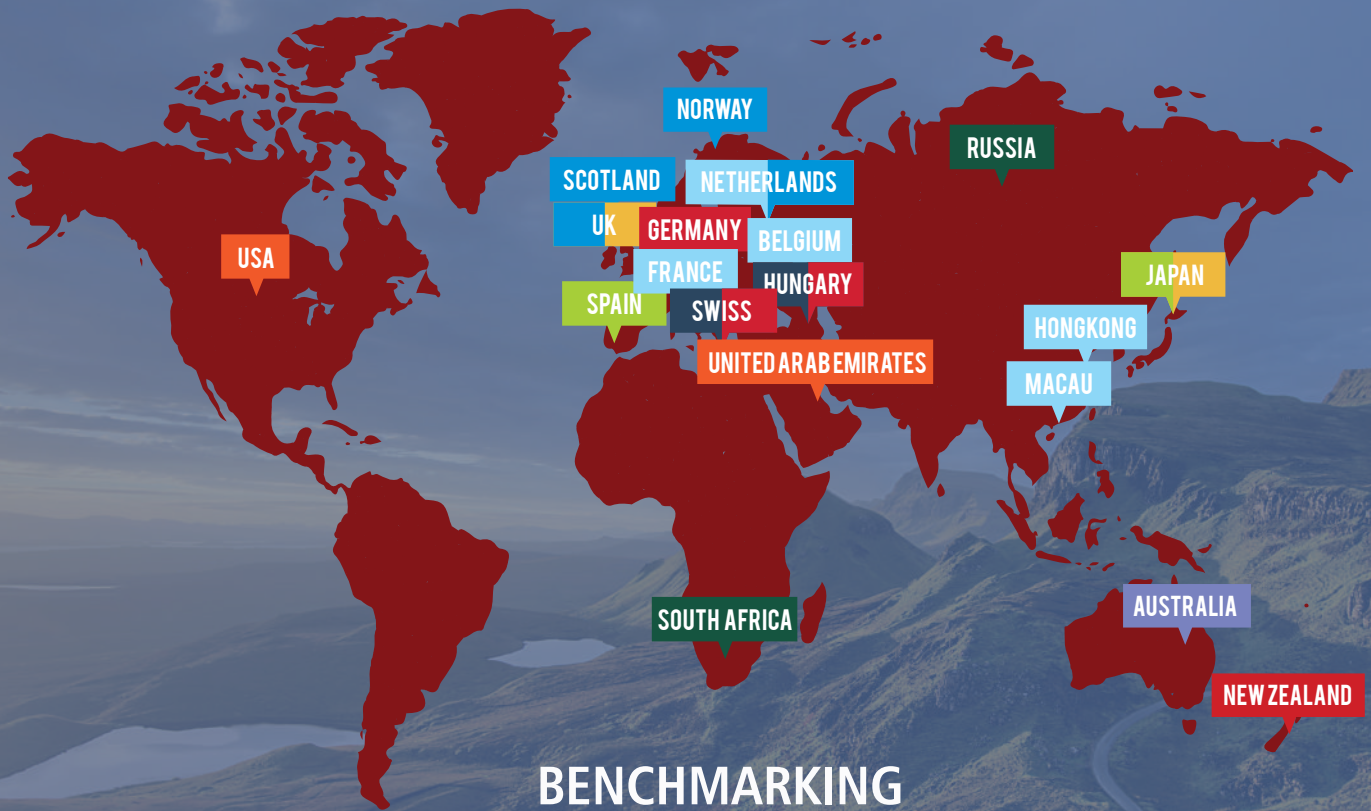 NORWAY
RUSSIA
SCOTLAND
NETHERLANDS
UK
GERMANY
BELGIUM
USA
FRANCE
HUNGARY
JAPAN
SPAIN
SWISS
HONGKONG
UNITED ARAB EMIRATES
MACAU
SOUTH AFRICA
AUSTRALIA
NEW ZEALAND
BENCHMARKING